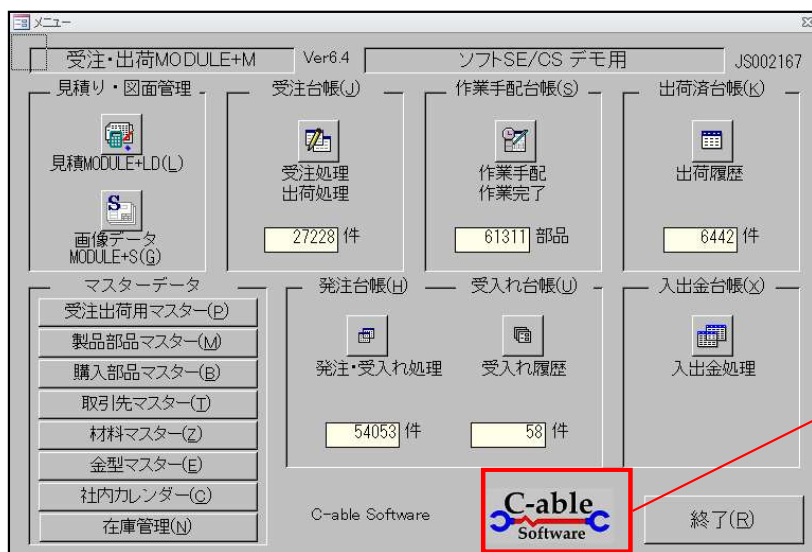 メニュー
受注・出荷MODULE+M Ver6.4 ソフトSE/CS デモ用 JS002167
見積り・図面管理
見積MODULE+LD(L)
画像データ
MODULE+S(G)
受注台帳(J)
受注処理
出荷処理
27228 件
作業手配台帳(S)
作業手配
作業完了
61311 部品
出荷済台帳(K)
出荷履歴
6442 件
マスターデータ
受注出荷用マスター(P)
製品部品マスター(M)
購入部品マスター(B)
取引先マスター(T)
材料マスター(Z)
金型マスター(E)
社内カレンダー(C)
在庫管理(N)
発注台帳(H)
発注・受入れ処理
54053 件
受入れ台帳(U)
受入れ履歴
58 件
入出金台帳(X)
入出金処理
C-able Software
C-able
Software
終了(R)